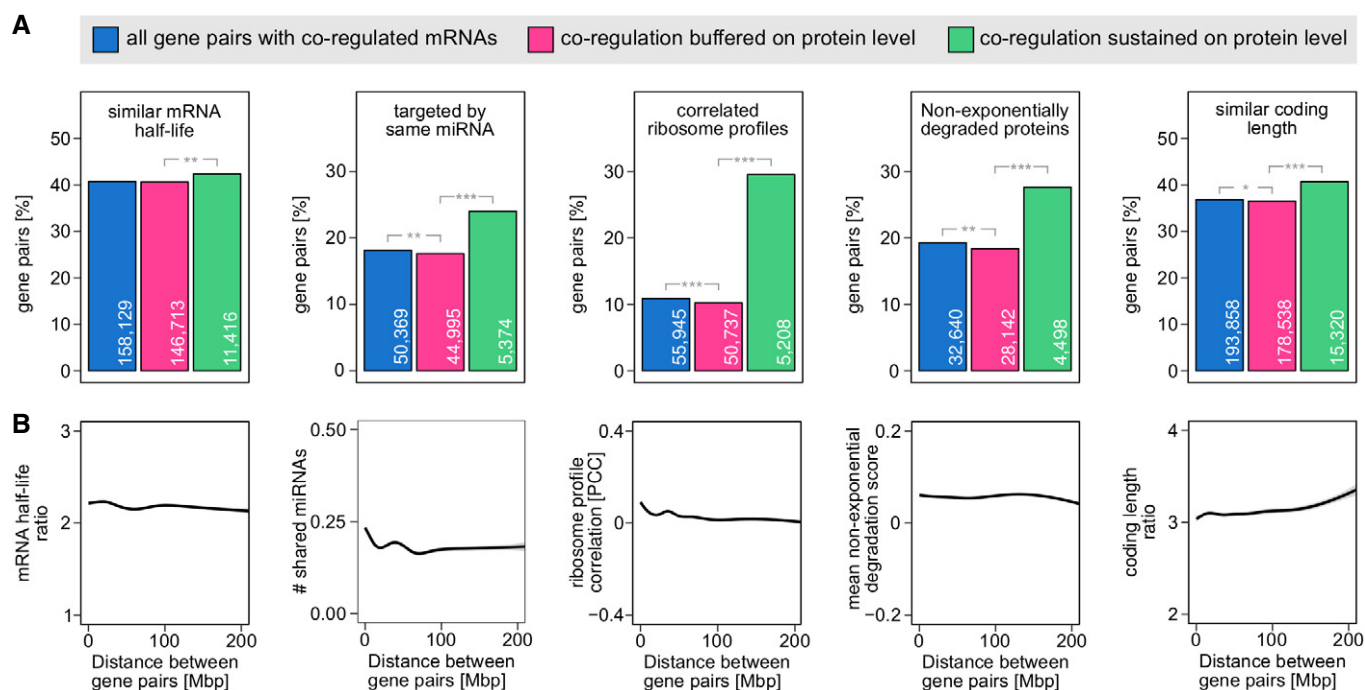 A
all gene pairs with co-regulated mRNAs
co-regulation buffered on protein level
co-regulation sustained on protein level
similar mRNA
half-life
gene pairs [%]
50
40
30
20
10
0
**
158,129
146,713
11,416
targeted by
same miRNA
gene pairs [%]
30
20
10
0
**
***
50,369
44,995
5,374
correlated
ribosome profiles
gene pairs [%]
30
20
10
0
***
***
55,945
50,737
5,208
Non-exponentially
degraded proteins
gene pairs [%]
30
20
10
0
**
***
32,640
28,142
4,498
similar coding
length
gene pairs [%]
50
40
30
20
10
0
*
***
193,858
178,538
15,320
B
mRNA half-life
ratio
3
2
1
0 100 200
Distance between
gene pairs [Mbp]
# shared miRNAs
0.50
0.25
0.00
0 100 200
Distance between
gene pairs [Mbp]
ribosome profile
correlation [PCC]
0.4
0
−0.4
0 100 200
Distance between
gene pairs [Mbp]
mean non-exponential
degradation score
0.2
0
−0.2
0 100 200
Distance between
gene pairs [Mbp]
coding length
ratio
4
3
2
0 100 200
Distance between
gene pairs [Mbp]